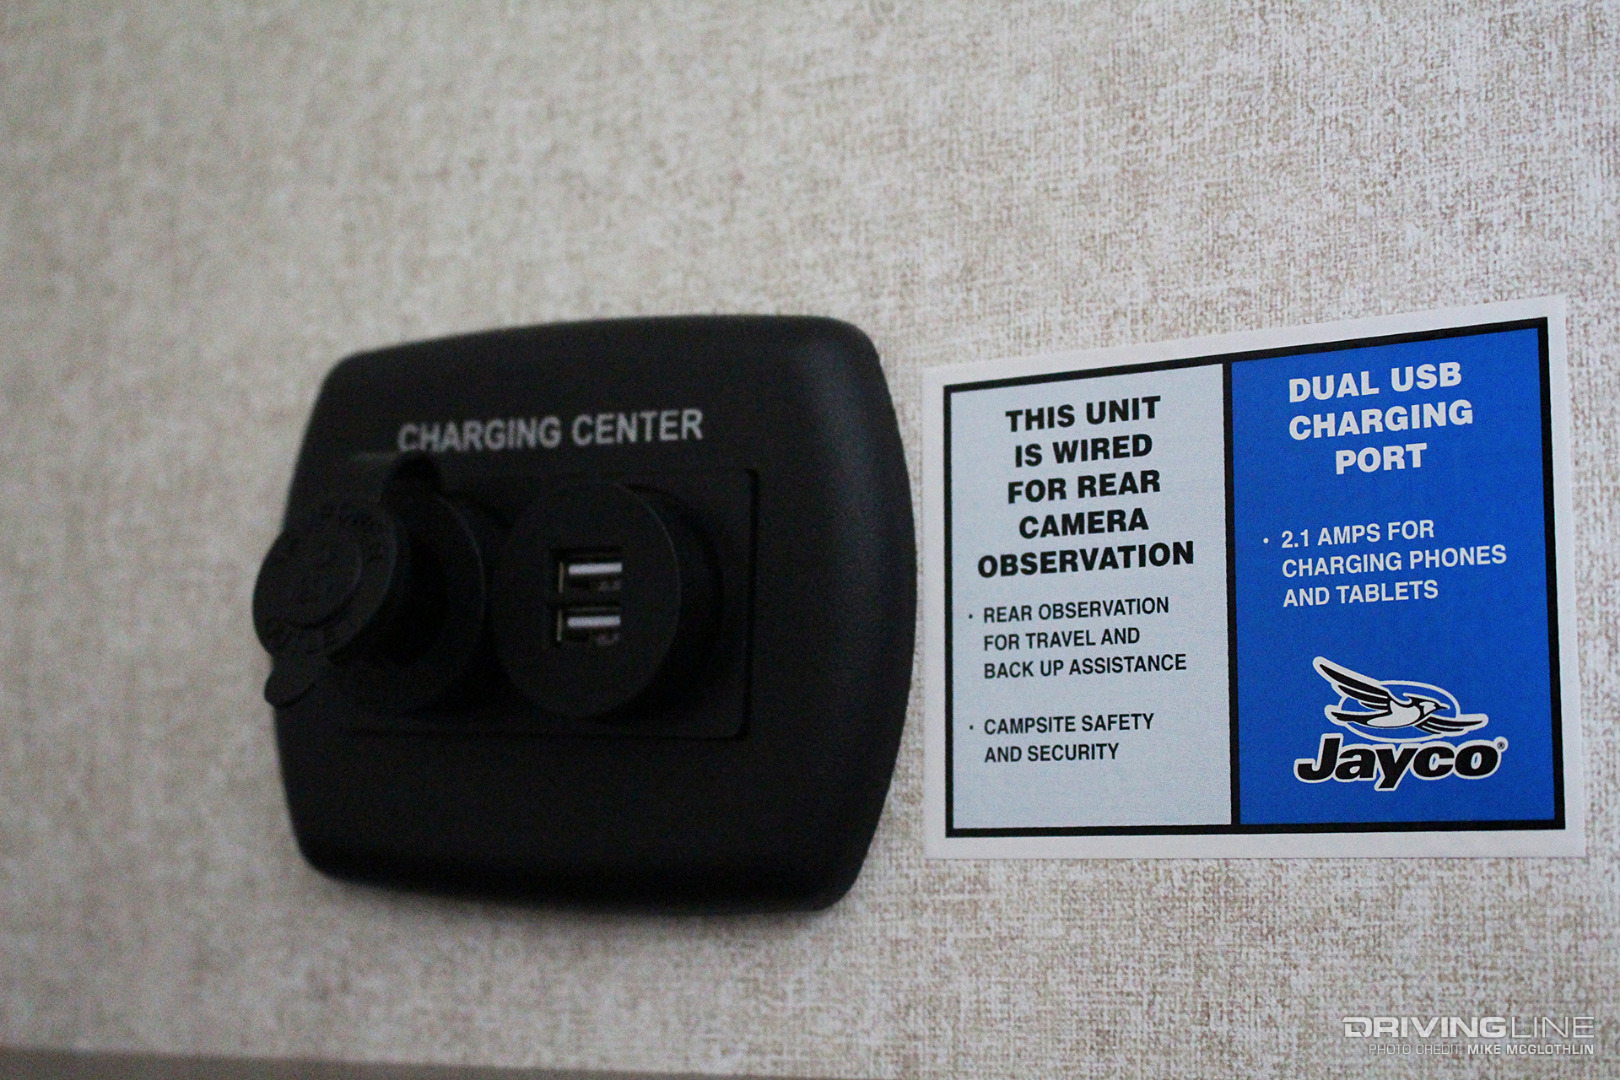 CHARGING CENTER
THIS UNIT
IS WIRED
FOR REAR
CAMERA
OBSERVATION
· REAR OBSERVATION
FOR TRAVEL AND
BACK UP ASSISTANCE
· CAMPSITE SAFETY
AND SECURITY
DUAL USB
CHARGING
PORT
· 2.1 AMPS FOR
CHARGING PHONES
AND TABLETS
Jayco®
DRIVINGLINE
PHOTO CREDIT MIKE MCGLOTHLIN